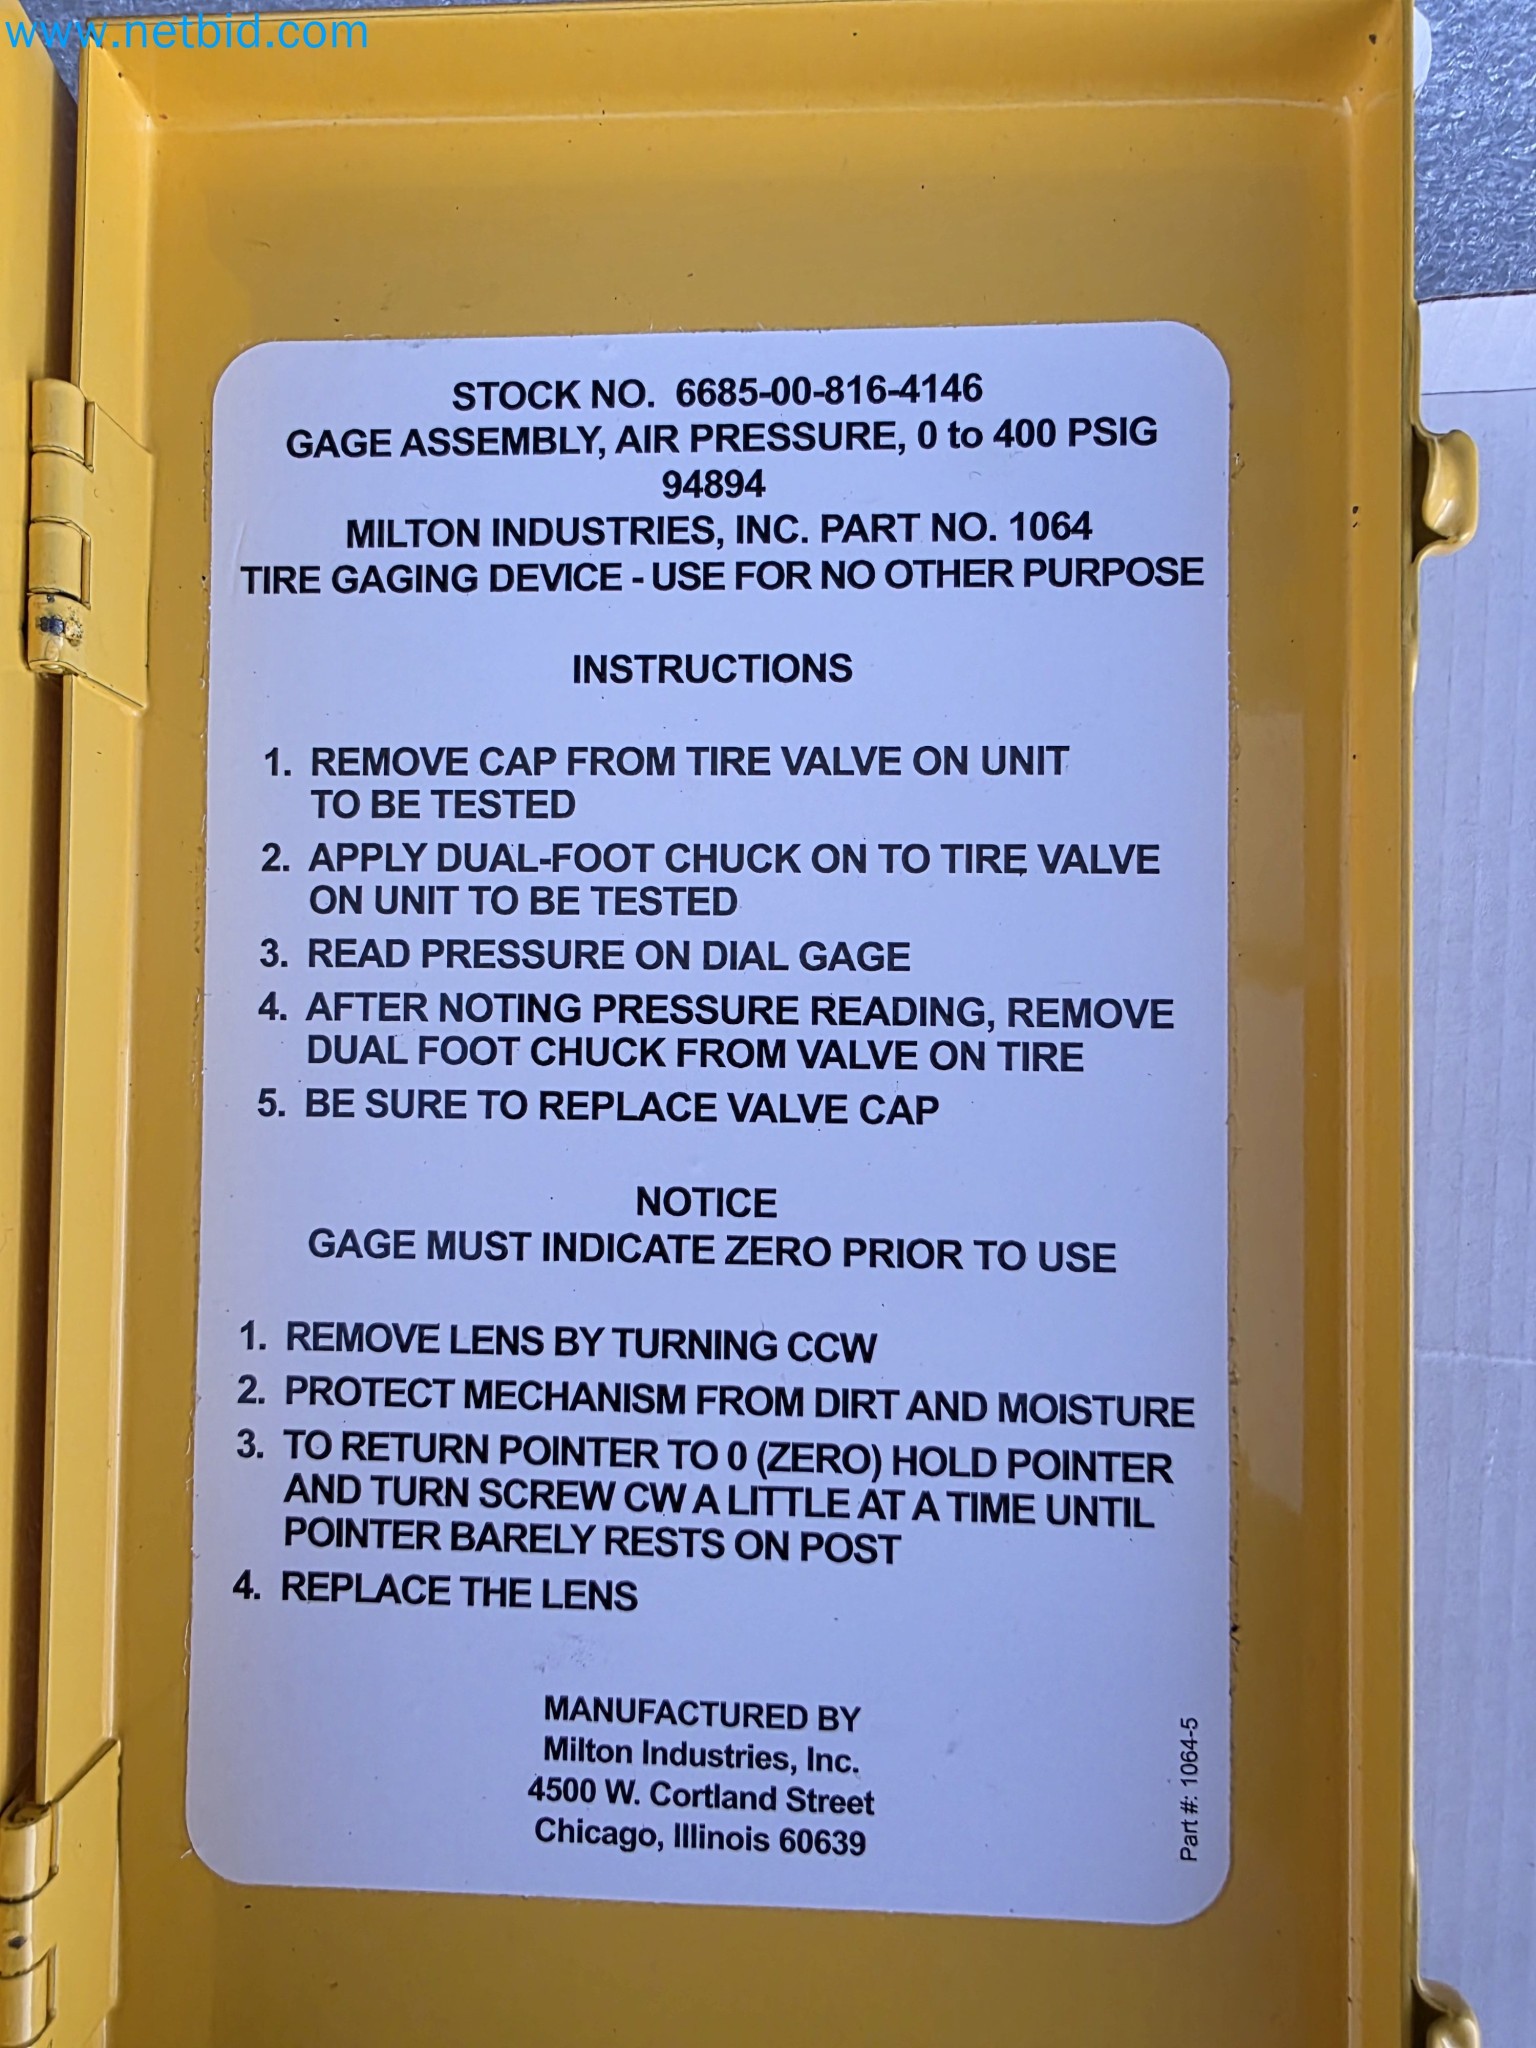 www.netbid.com
STOCK NO. 6685-00-816-4146
GAGE ASSEMBLY, AIR PRESSURE, 0 to 400 PSIG
94894
MILTON INDUSTRIES, INC. PART NO. 1064
TIRE GAGING DEVICE - USE FOR NO OTHER PURPOSE
INSTRUCTIONS
1. REMOVE CAP FROM TIRE VALVE ON UNIT
TO BE TESTED
2. APPLY DUAL-FOOT CHUCK ON TO TIRE VALVE
ON UNIT TO BE TESTED
3. READ PRESSURE ON DIAL GAGE
4. AFTER NOTING PRESSURE READING, REMOVE
DUAL FOOT CHUCK FROM VALVE ON TIRE
5. BE SURE TO REPLACE VALVE CAP
NOTICE
GAGE MUST INDICATE ZERO PRIOR TO USE
1. REMOVE LENS BY TURNING CCW
2. PROTECT MECHANISM FROM DIRT AND MOISTURE
3. TO RETURN POINTER TO 0 (ZERO) HOLD POINTER
AND TURN SCREW CW A LITTLE AT A TIME UNTIL
POINTER BARELY RESTS ON POST
4. REPLACE THE LENS
MANUFACTURED BY
Milton Industries, Inc.
4500 W. Cortland Street
Chicago, Illinois 60639
Part #: 1064-5